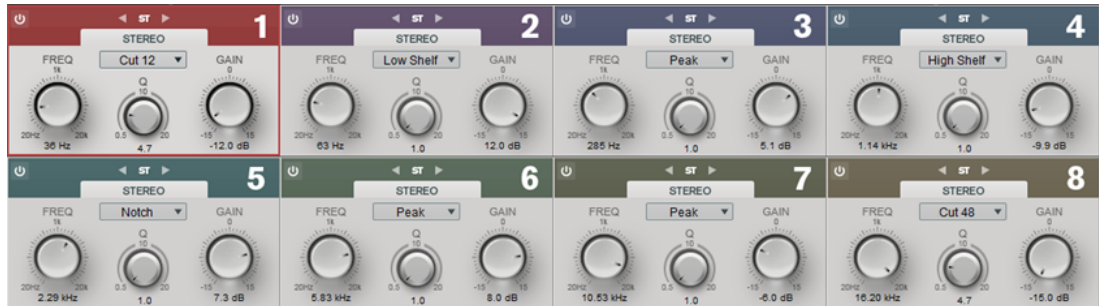 ST 1 ST 2 ST 3 ST 4
STEREO STEREO STEREO STEREO
FREQ Cut 12 GAIN FREQ Low Shelf GAIN FREQ Peak GAIN FREQ High Shelf GAIN
1k Q 0 1k Q 0 1k Q 0 1k Q 0
10 10 10 10
20Hz 20k 0.5 20 -15 15 20Hz 20k 0.5 20 -15 15 20Hz 20k 0.5 20 -15 15 20Hz 20k 0.5 20 -15 15
36 Hz 4.7 -12.0 dB 63 Hz 1.0 12.0 dB 285 Hz 1.0 5.1 dB 1.14 kHz 1.0 -9.9 dB
ST 5 ST 6 ST 7 ST 8
STEREO STEREO STEREO STEREO
FREQ Notch GAIN FREQ Peak GAIN FREQ Peak GAIN FREQ Cut 48 GAIN
1k Q 0 1k Q 0 1k Q 0 1k Q 0
10 10 10 10
20Hz 20k 0.5 20 -15 15 20Hz 20k 0.5 20 -15 15 20Hz 20k 0.5 20 -15 15 20Hz 20k 0.5 20 -15 15
2.29 kHz 1.0 7.3 dB 5.83 kHz 1.0 8.0 dB 10.53 kHz 1.0 -6.0 dB 16.20 kHz 4.7 -15.0 dB